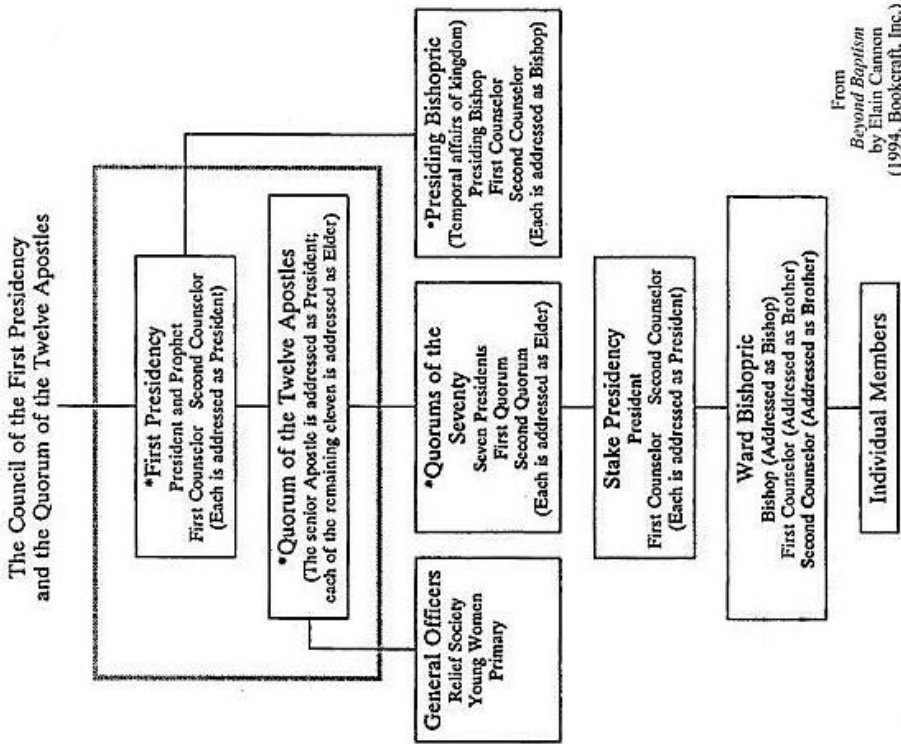 The Council of the First Presidency
and the Quorum of the Twelve Apostles
*First Presidency
President and Prophet
First Counselor Second Counselor
(Each is addressed as President)
*Quorum of the Twelve Apostles
(The senior Apostle is addressed as President;
each of the remaining eleven is addressed as Elder)
General Officers
Relief Society
Young Women
Primary
*Quorums of the
Seventy
Seven Presidents
First Quorum
Second Quorum
(Each is addressed as Elder)
*Presiding Bishopric
(Temporal affairs of kingdom)
Presiding Bishop
First Counselor
Second Counselor
(Each is addressed as Bishop)
Stake Presidency
President
First Counselor Second Counselor
(Each is addressed as President)
Ward Bishopric
Bishop (Addressed as Bishop)
First Counselor (Addressed as Brother)
Second Counselor (Addressed as Brother)
Individual Members
From
Beyond Baptism
by Elain Cannon
(1994, Bookcraft, Inc.)